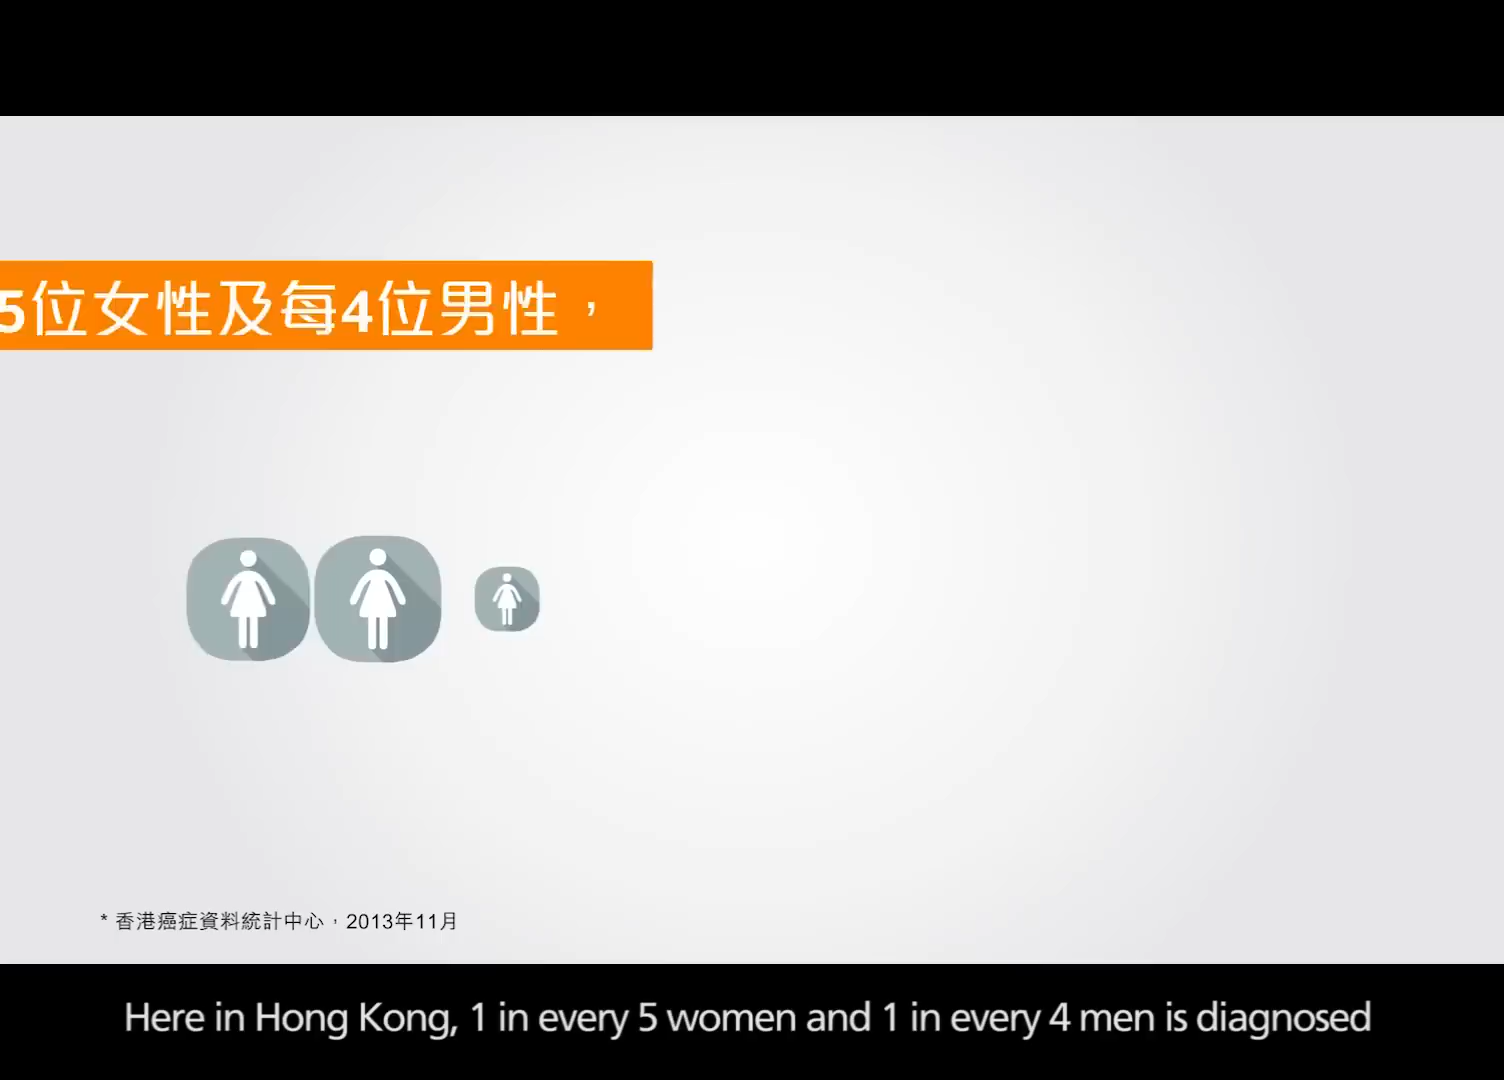 5位女性及每4位男性，
* 香港癌症資料統計中心，2013年11月
Here in Hong Kong, 1 in every 5 women and 1 in every 4 men is diagnosed